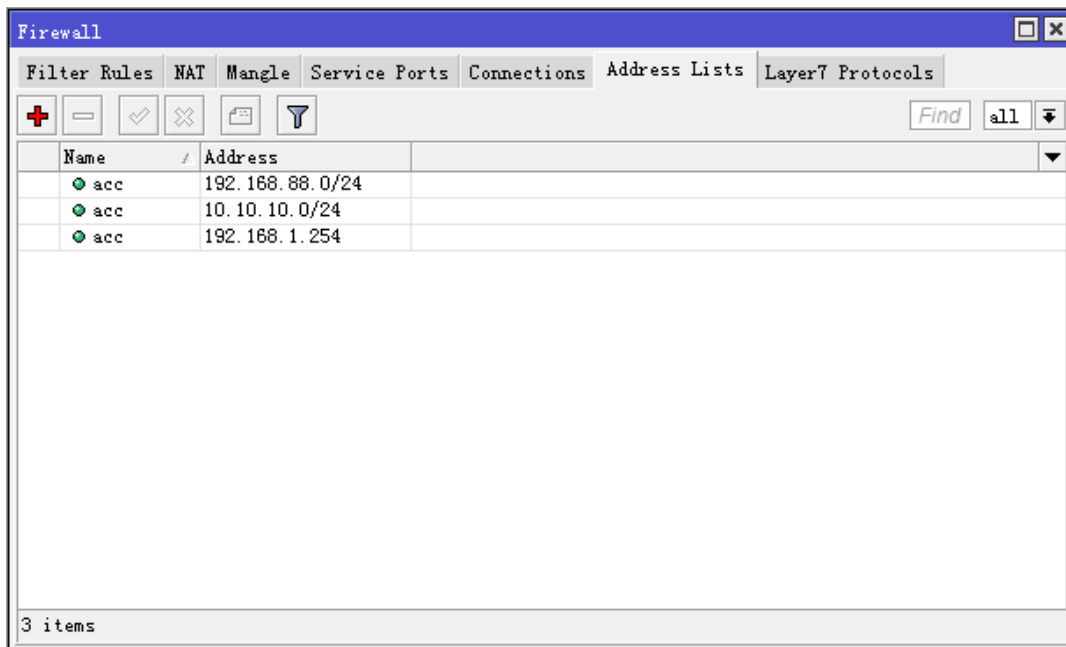 Firewall
Filter Rules NAT Mangle Service Ports Connections Address Lists Layer7 Protocols
Find all
Name Address
acc 192.168.88.0/24
acc 10.10.10.0/24
acc 192.168.1.254
3 items